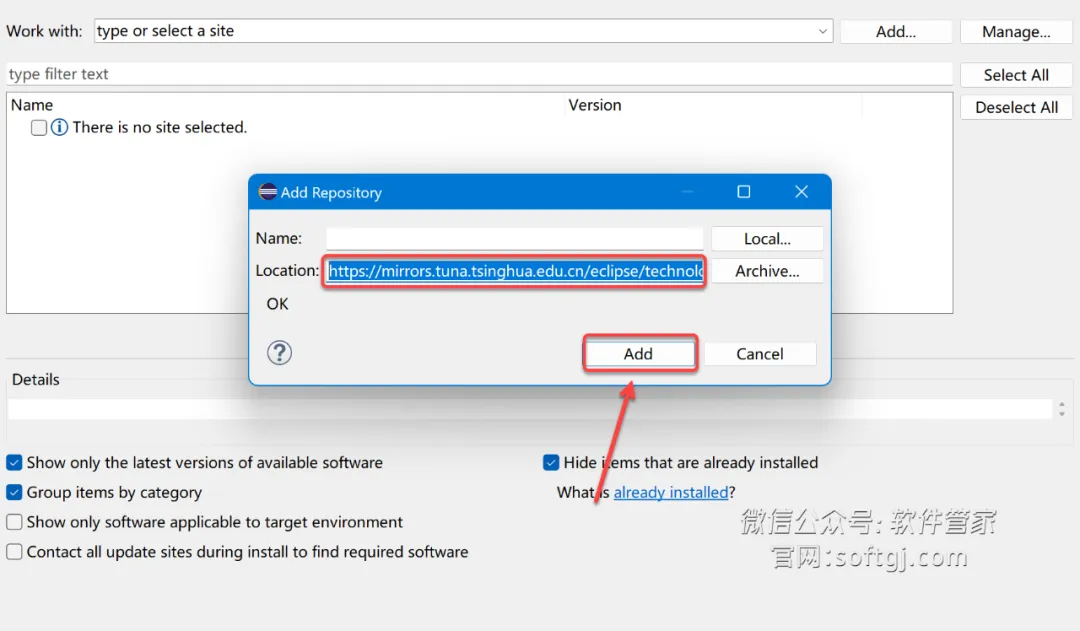 Work with: type or select a site Add... Manage...
type filter text Select All
Name Version Deselect All
There is no site selected.
Add Repository
Name: Local...
Location: https://mirrors.tuna.tsinghua.edu.cn/eclipse/technolo Archive...
OK
? Add Cancel
Details
Show only the latest versions of available software Hide items that are already installed
Group items by category What is already installed?
Show only software applicable to target environment
Contact all update sites during install to find required software
微信公众号: 软件管家
官网:softgj.com